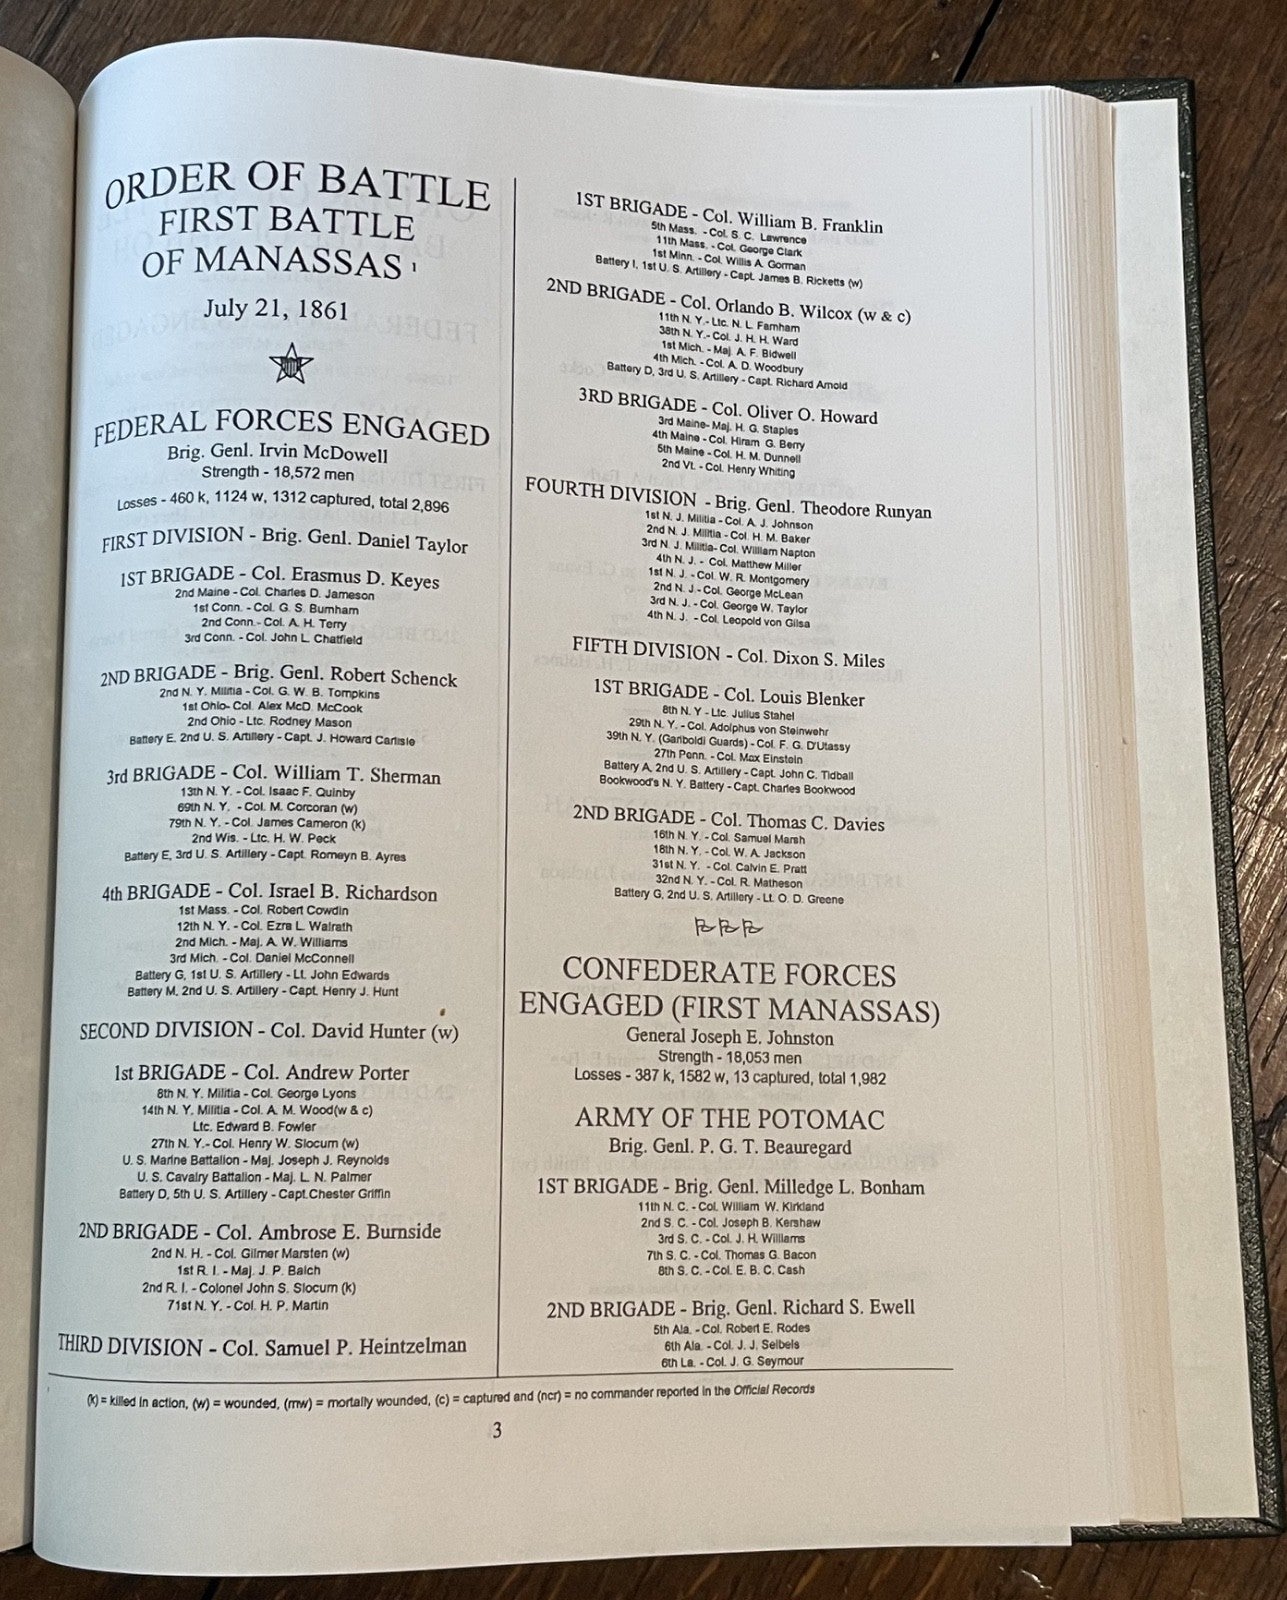 ORDER OF BATTLE
FIRST BATTLE
OF MANASSAS 1
July 21, 1861
FEDERAL FORCES ENGAGED
Brig. Genl. Irvin McDowell
Strength - 18,572 men
Losses - 460 k, 1124 w, 1312 captured, total 2,896
FIRST DIVISION - Brig. Genl. Daniel Taylor
1ST BRIGADE - Col. Erasmus D. Keyes
2nd Maine - Col. Charles D. Jameson
1st Conn. - Col. G. S. Burnham
2nd Conn.- Col. A. H. Terry
3rd Conn. - Col. John L. Chatfield
2ND BRIGADE - Brig. Genl. Robert Schenck
2nd N. Y. Militia - Col. G. W. B. Tompkins
1st Ohio- Col. Alex McD. McCook
2nd Ohio - Ltc. Rodney Mason
Battery E, 2nd U. S. Artillery - Capt. J. Howard Carlisle
3rd BRIGADE - Col. William T. Sherman
13th N. Y. - Col. Isaac F. Quinby
69th N. Y. - Col. M. Corcoran (w)
79th N. Y. - Col. James Cameron (k)
2nd Wis. - Ltc. H. W. Peck
Battery E, 3rd U. S. Artillery - Capt. Romeyn B. Ayres
4th BRIGADE - Col. Israel B. Richardson
1st Mass. - Col. Robert Cowdin
12th N. Y. - Col. Ezra L. Walrath
2nd Mich. - Maj. A. W. Williams
3rd Mich. - Col. Daniel McConnell
Battery G, 1st U. S. Artillery - Lt. John Edwards
Battery M, 2nd U. S. Artillery - Capt. Henry J. Hunt
SECOND DIVISION - Col. David Hunter (w)
1st BRIGADE - Col. Andrew Porter
8th N. Y. Militia - Col. George Lyons
14th N. Y. Militia - Col. A. M. Wood(w & c)
Ltc. Edward B. Fowler
27th N. Y.- Col. Henry W. Slocum (w)
U. S. Marine Battalion - Maj. Joseph J. Reynolds
U. S. Cavalry Battalion - Maj. L. N. Palmer
Battery D, 5th U. S. Artillery - Capt.Chester Griffin
2ND BRIGADE - Col. Ambrose E. Burnside
2nd N. H. - Col. Gilmer Marsten (w)
1st R. I. - Maj. J. P. Balch
2nd R. I. - Colonel John S. Slocum (k)
71st N. Y. - Col. H. P. Martin
THIRD DIVISION - Col. Samuel P. Heintzelman
1ST BRIGADE - Col. William B. Franklin
5th Mass. - Col. S. C. Lawrence
11th Mass. - Col. George Clark
1st Minn. - Col. Willis A. Gorman
Battery I, 1st U. S. Artillery - Capt. James B. Ricketts (w)
2ND BRIGADE - Col. Orlando B. Wilcox (w & c)
11th N. Y.- Ltc. N. L. Farnham
38th N. Y.- Col. J. H. H. Ward
1st Mich. - Maj. A. F. Bidwell
4th Mich. - Col. A. D. Woodbury
Battery D, 3rd U. S. Artillery - Capt. Richard Arnold
3RD BRIGADE - Col. Oliver O. Howard
3rd Maine- Maj. H. G. Staples
4th Maine - Col. Hiram G. Berry
5th Maine - Col. H. M. Dunnell
2nd Vt. - Col. Henry Whiting
FOURTH DIVISION - Brig. Genl. Theodore Runyan
1st N. J. Militia - Col. A. J. Johnson
2nd N. J. Militia - Col. H. M. Baker
3rd N. J. Militia- Col. William Napton
4th N. J. - Col. Matthew Miller
1st N. J. - Col. W. R. Montgomery
2nd N. J. - Col. George McLean
3rd N. J. - Col. George W. Taylor
4th N. J. - Col. Leopold von Gilsa
FIFTH DIVISION - Col. Dixon S. Miles
1ST BRIGADE - Col. Louis Blenker
8th N. Y - Ltc. Julius Stahel
29th N. Y. - Col. Adolphus von Steinwehr
39th N. Y. (Gariboldi Guards) - Col. F. G. D'Utassy
27th Penn. - Col. Max Einstein
Battery A, 2nd U. S. Artillery - Capt. John C. Tidball
Bookwood's N. Y. Battery - Capt. Charles Bookwood
2ND BRIGADE - Col. Thomas C. Davies
16th N. Y. - Col. Samuel Marsh
18th N. Y. - Col. W. A. Jackson
31st N. Y. - Col. Calvin E. Pratt
32nd N. Y. - Col. R. Matheson
Battery G, 2nd U. S. Artillery - Lt. O. D. Greene
CONFEDERATE FORCES
ENGAGED (FIRST MANASSAS)
General Joseph E. Johnston
Strength - 18,053 men
Losses - 387 k, 1582 w, 13 captured, total 1,982
ARMY OF THE POTOMAC
Brig. Genl. P. G. T. Beauregard
1ST BRIGADE - Brig. Genl. Milledge L. Bonham
11th N. C. - Col. William W. Kirkland
2nd S. C. - Col. Joseph B. Kershaw
3rd S. C. - Col. J. H. Williams
7th S. C. - Col. Thomas G. Bacon
8th S. C. - Col. E. B. C. Cash
2ND BRIGADE - Brig. Genl. Richard S. Ewell
5th Ala. - Col. Robert E. Rodes
6th Ala. - Col. J. J. Seibels
6th La. - Col. J. G. Seymour
(k) = killed in action, (w) = wounded, (mw) = mortally wounded, (c) = captured and (ncr) = no commander reported in the Official Records
3